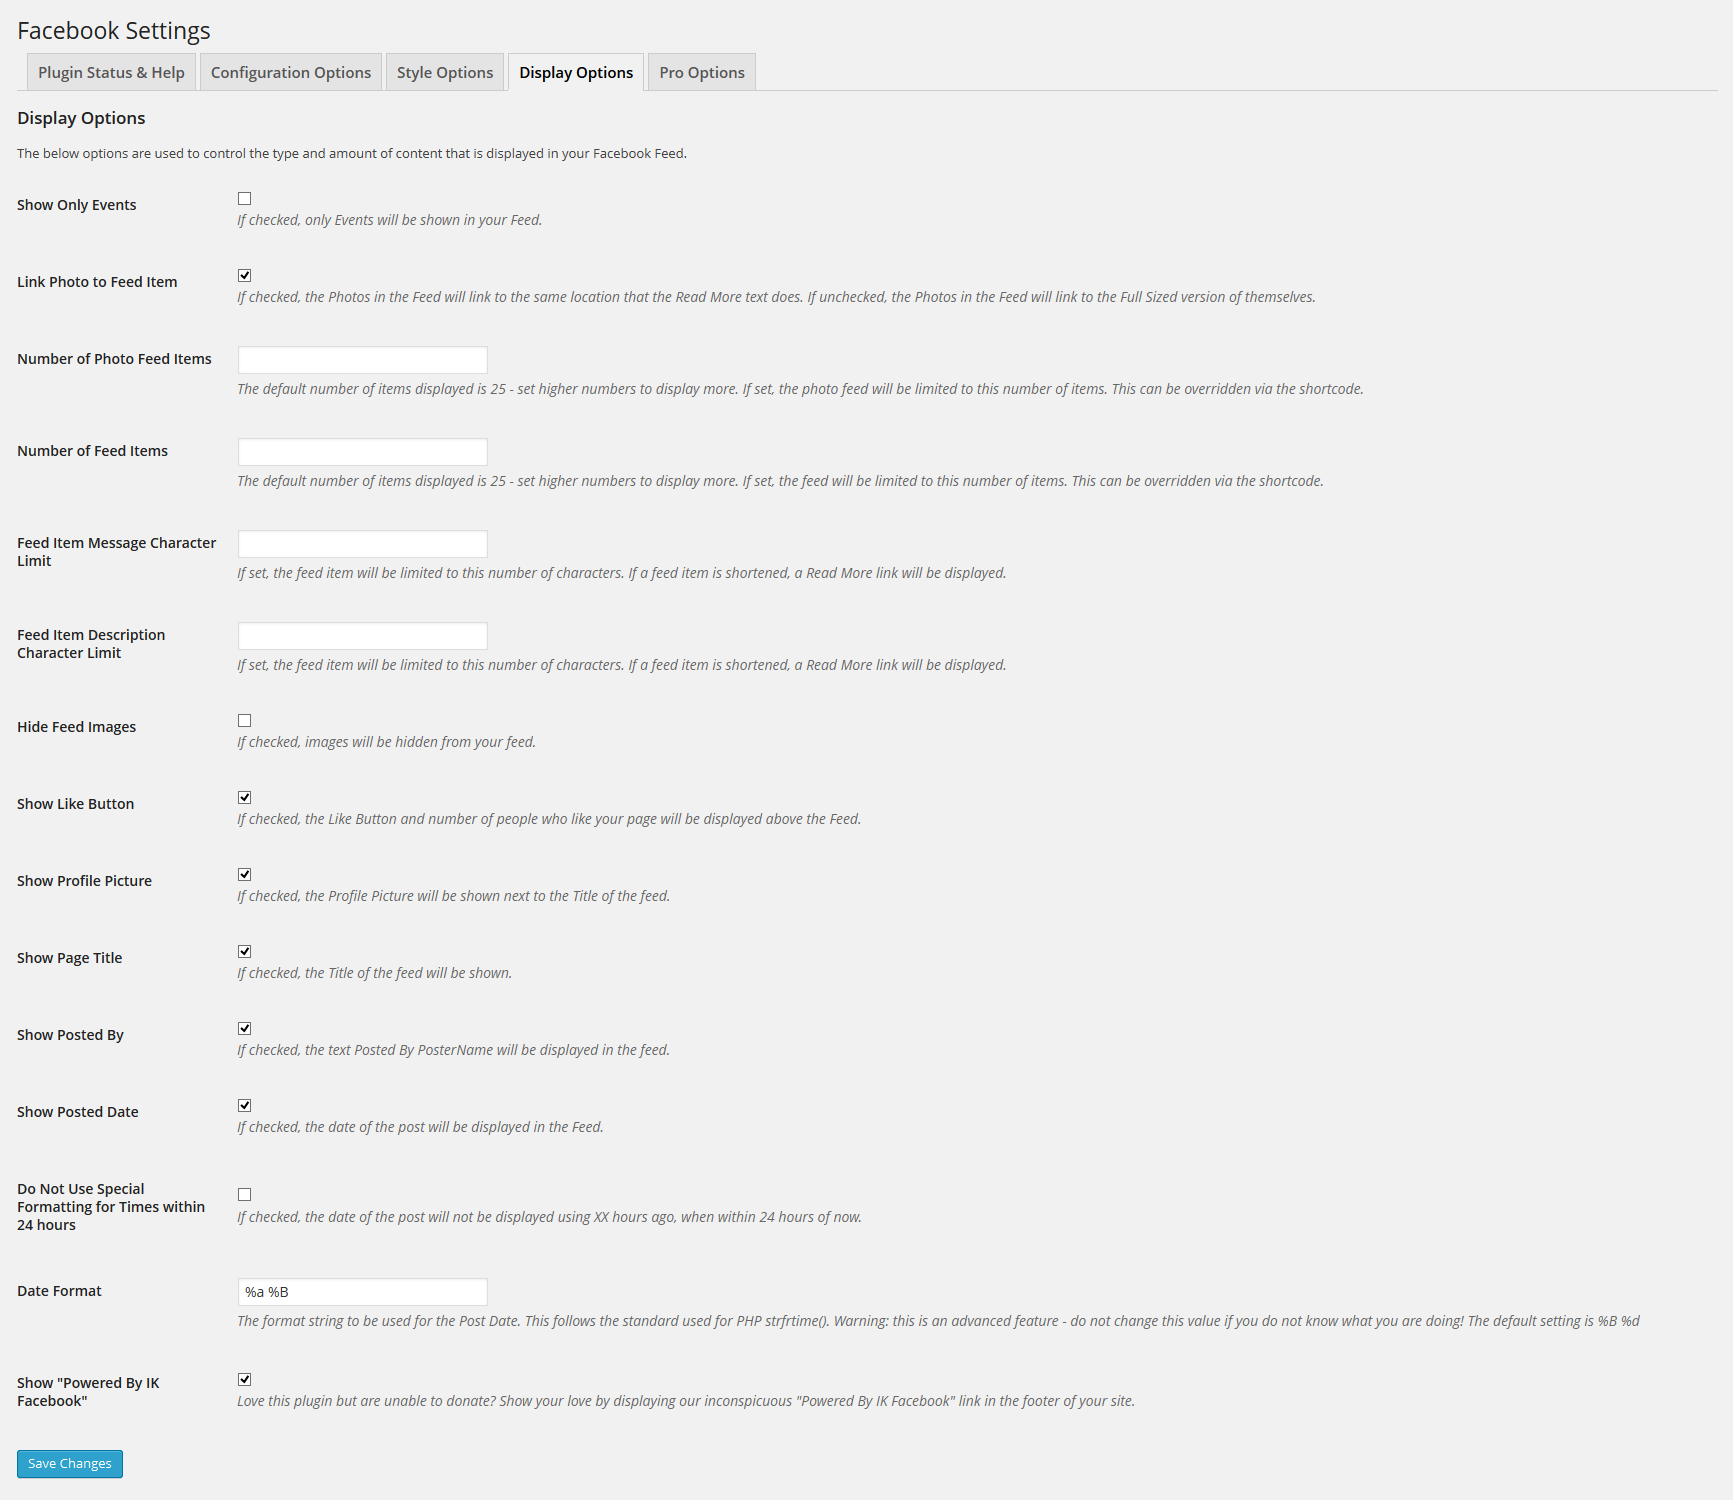 Facebook Settings
Plugin Status & Help
Configuration Options
Style Options
Display Options
Pro Options
Display Options
The below options are used to control the type and amount of content that is displayed in your Facebook Feed.
Show Only Events
If checked, only Events will be shown in your Feed.
Link Photo to Feed Item
If checked, the Photos in the Feed will link to the same location that the Read More text does. If unchecked, the Photos in the Feed will link to the Full Sized version of themselves.
Number of Photo Feed Items
The default number of items displayed is 25 - set higher numbers to display more. If set, the photo feed will be limited to this number of items. This can be overridden via the shortcode.
Number of Feed Items
The default number of items displayed is 25 - set higher numbers to display more. If set, the feed will be limited to this number of items. This can be overridden via the shortcode.
Feed Item Message Character
Limit
If set, the feed item will be limited to this number of characters. If a feed item is shortened, a Read More link will be displayed.
Feed Item Description
Character Limit
If set, the feed item will be limited to this number of characters. If a feed item is shortened, a Read More link will be displayed.
Hide Feed Images
If checked, images will be hidden from your feed.
Show Like Button
If checked, the Like Button and number of people who like your page will be displayed above the Feed.
Show Profile Picture
If checked, the Profile Picture will be shown next to the Title of the feed.
Show Page Title
If checked, the Title of the feed will be shown.
Show Posted By
If checked, the text Posted By PosterName will be displayed in the feed.
Show Posted Date
If checked, the date of the post will be displayed in the Feed.
Do Not Use Special
Formatting for Times within
24 hours
If checked, the date of the post will not be displayed using XX hours ago, when within 24 hours of now.
Date Format
%a %B
The format string to be used for the Post Date. This follows the standard used for PHP strfrtime(). Warning: this is an advanced feature - do not change this value if you do not know what you are doing! The default setting is %B %d
Show "Powered By IK
Facebook"
Love this plugin but are unable to donate? Show your love by displaying our inconspicuous "Powered By IK Facebook" link in the footer of your site.
Save Changes